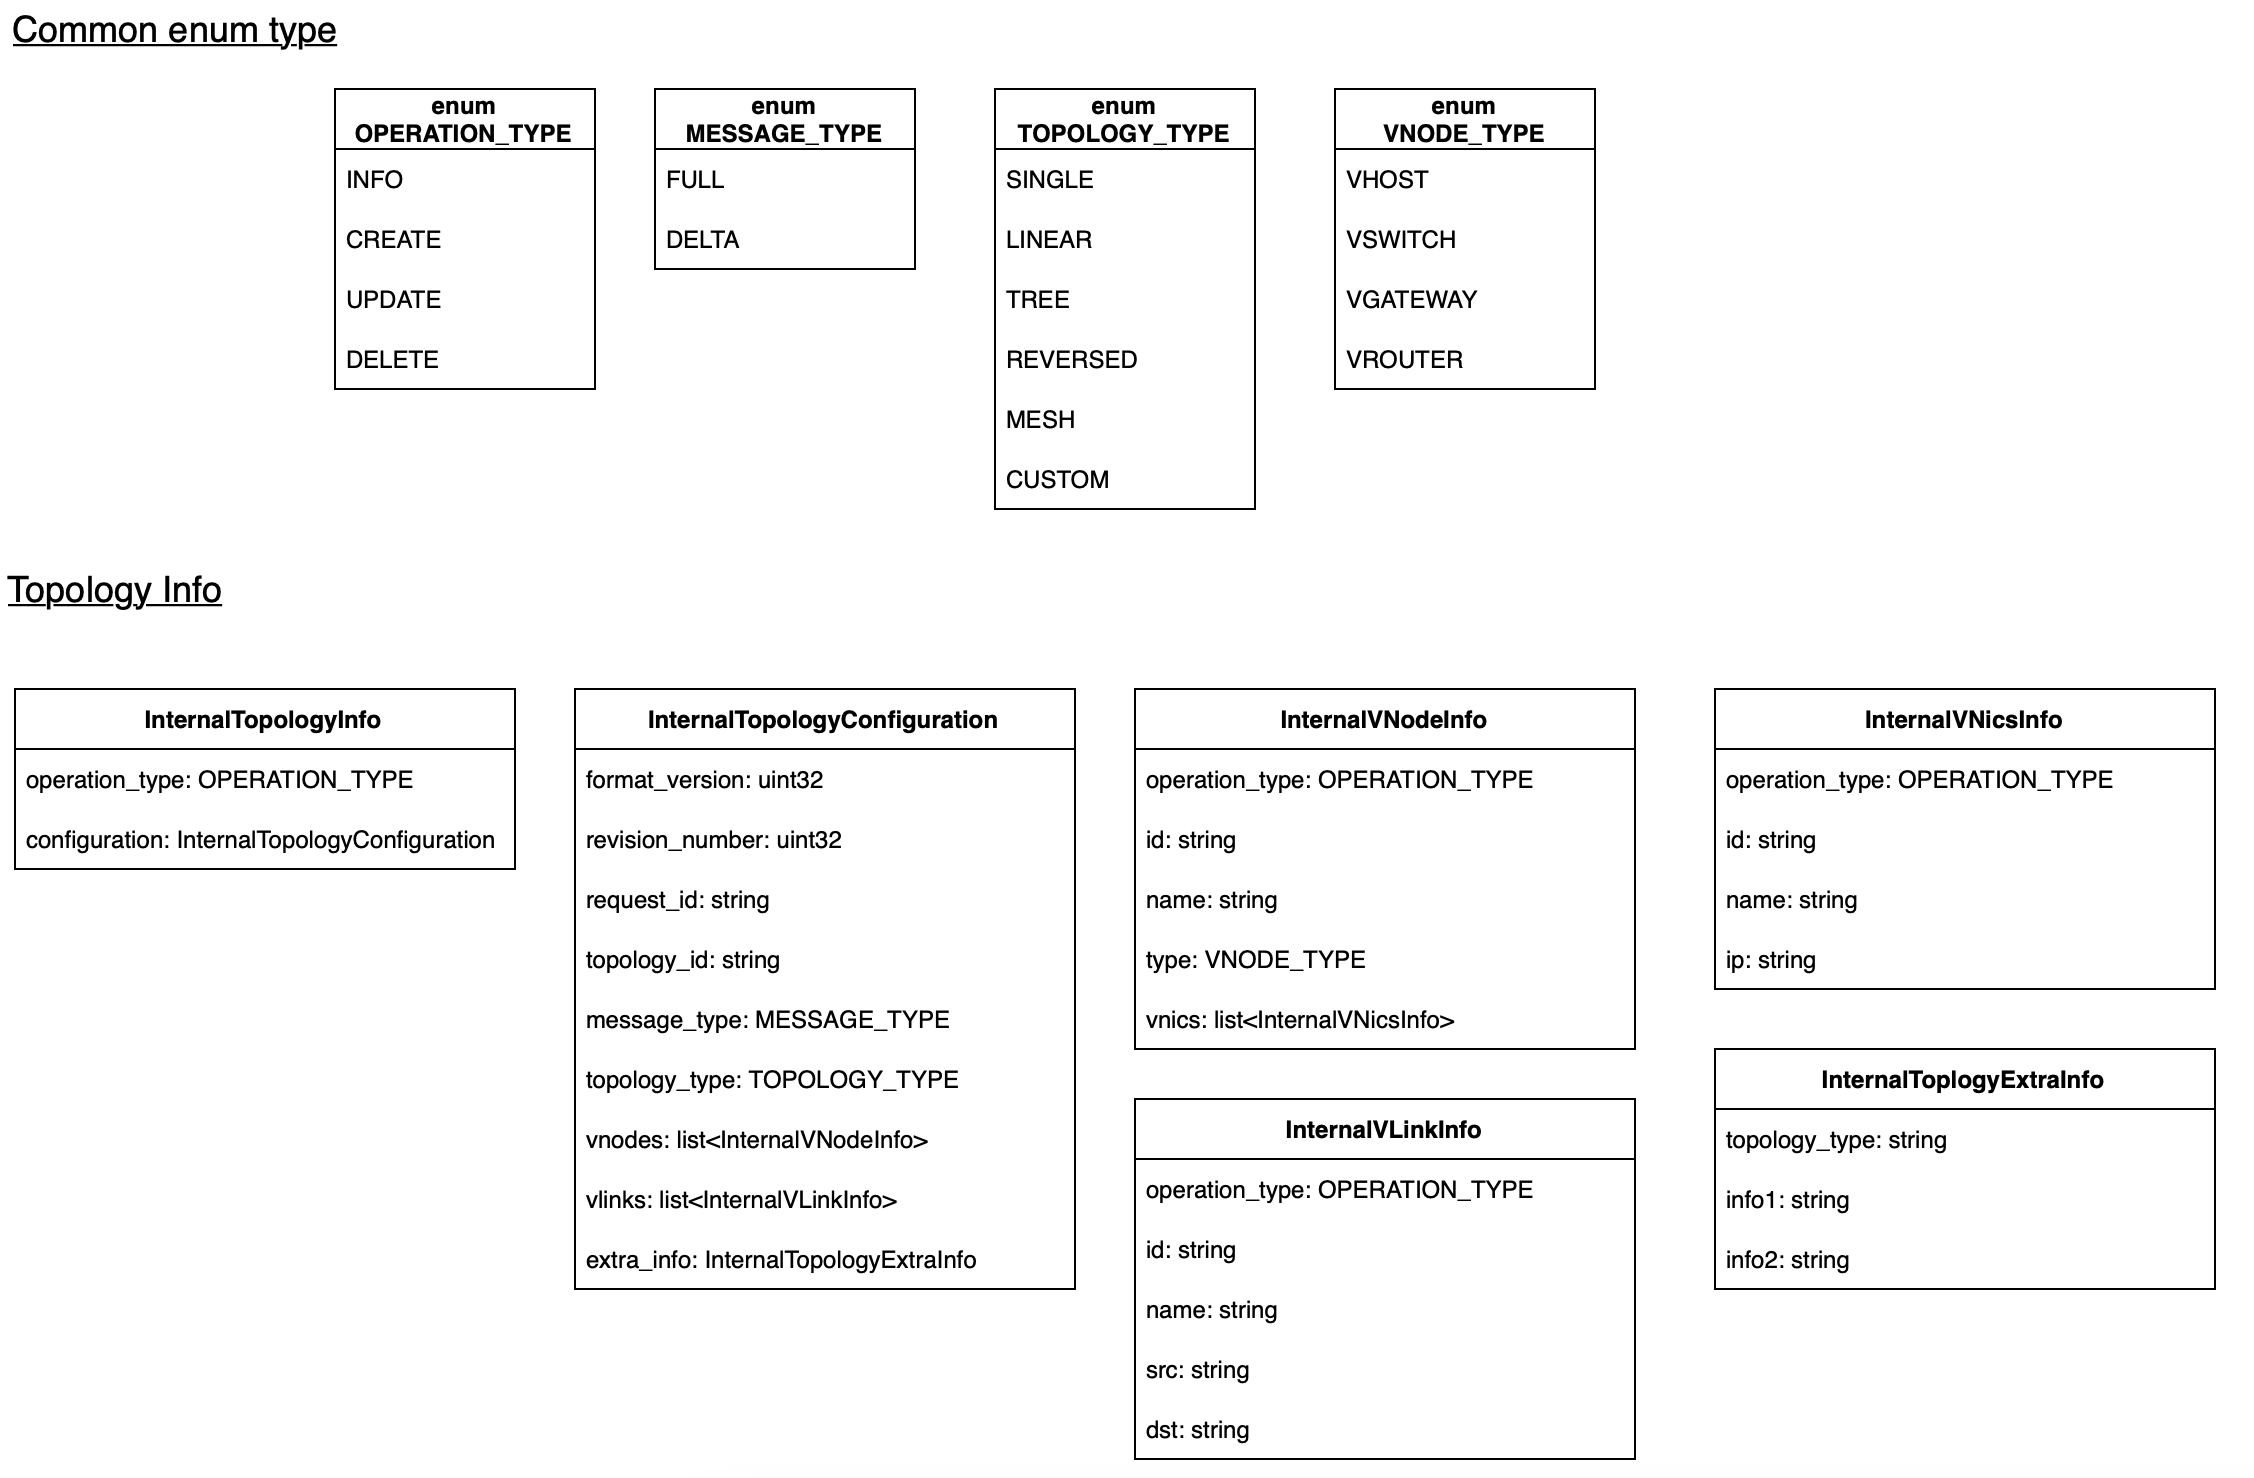 Common enum type
enum
OPERATION_TYPE
INFO
CREATE
UPDATE
DELETE
enum
MESSAGE_TYPE
FULL
DELTA
enum
TOPOLOGY_TYPE
SINGLE
LINEAR
TREE
REVERSED
MESH
CUSTOM
enum
VNODE_TYPE
VHOST
VSWITCH
VGATEWAY
VROUTER
Topology Info
InternalTopologyInfo
operation_type: OPERATION_TYPE
configuration: InternalTopologyConfiguration
InternalTopologyConfiguration
format_version: uint32
revision_number: uint32
request_id: string
topology_id: string
message_type: MESSAGE_TYPE
topology_type: TOPOLOGY_TYPE
vnodes: list<InternalVNodeInfo>
vlinks: list<InternalVLinkInfo>
extra_info: InternalTopologyExtraInfo
InternalVNodeInfo
operation_type: OPERATION_TYPE
id: string
name: string
type: VNODE_TYPE
vnics: list<InternalVNicsInfo>
InternalVLinkInfo
operation_type: OPERATION_TYPE
id: string
name: string
src: string
dst: string
InternalVNicsInfo
operation_type: OPERATION_TYPE
id: string
name: string
ip: string
InternalToplogyExtraInfo
topology_type: string
info1: string
info2: string